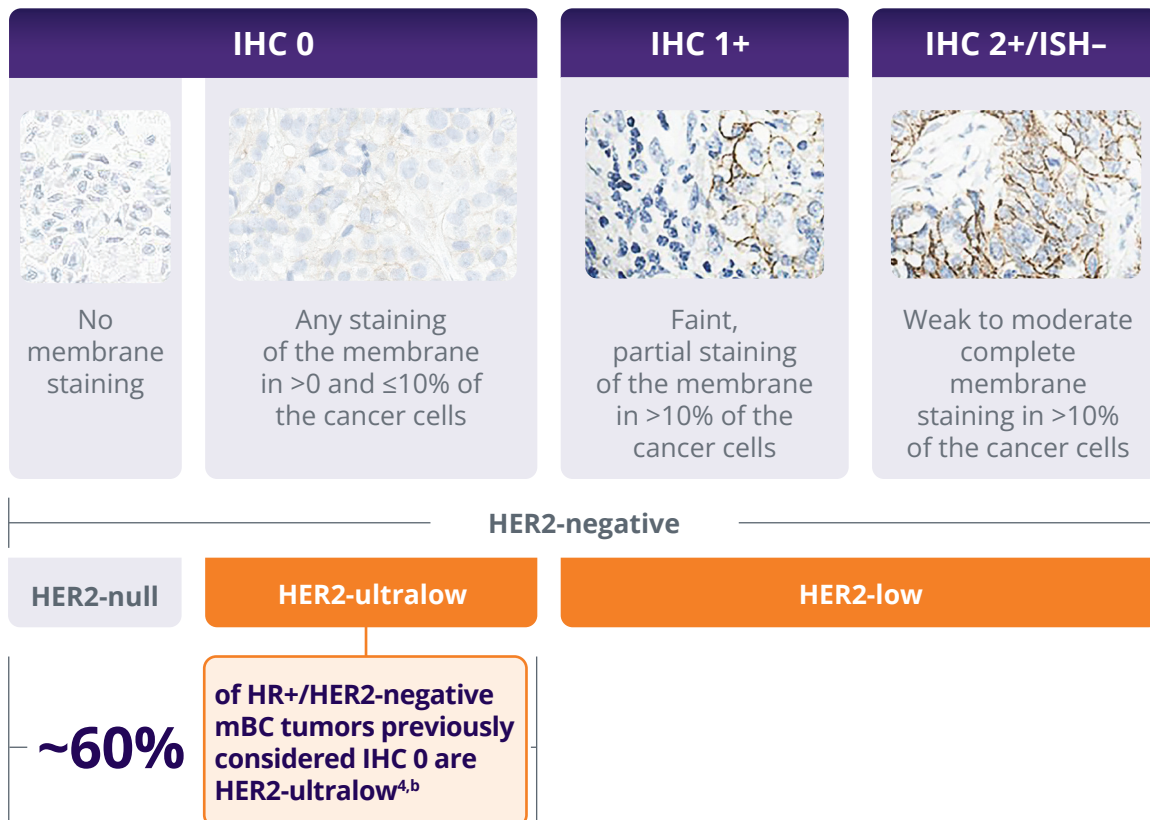 IHC 0
IHC 1+
IHC 2+/ISH–
No
membrane
staining
Any staining
of the membrane
in >0 and ≤10% of
the cancer cells
Faint,
partial staining
of the membrane
in >10% of the
cancer cells
Weak to moderate
complete
membrane
staining in >10%
of the cancer cells
HER2-negative
HER2-null
HER2-ultralow
HER2-low
~60%
of HR+/HER2-negative
mBC tumors previously
considered IHC 0 are
HER2-ultralow⁴,ᵇ